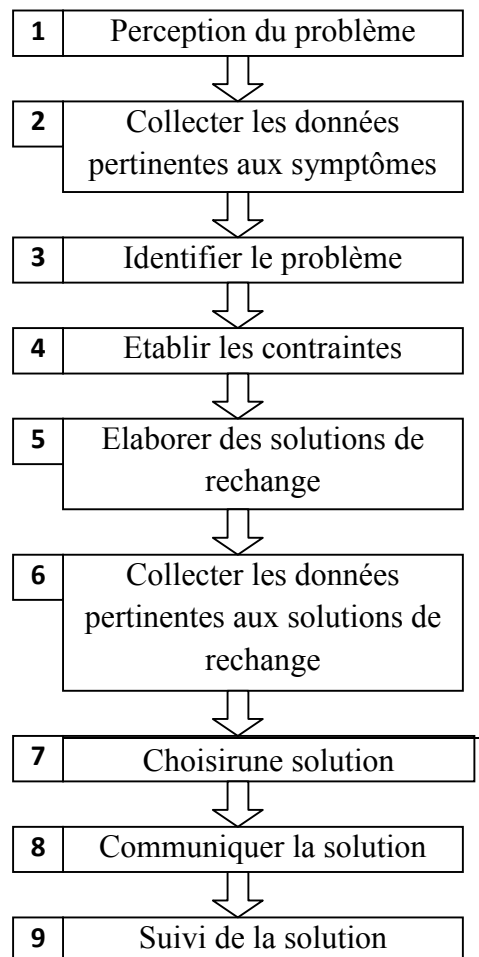 1 Perception du problème
2 Collecter les données
pertinentes aux symptômes
3 Identifier le problème
4 Etablir les contraintes
5 Elaborer des solutions de
rechange
6 Collecter les données
pertinentes aux solutions de
rechange
7 Choisirune solution
8 Communiquer la solution
9 Suivi de la solution